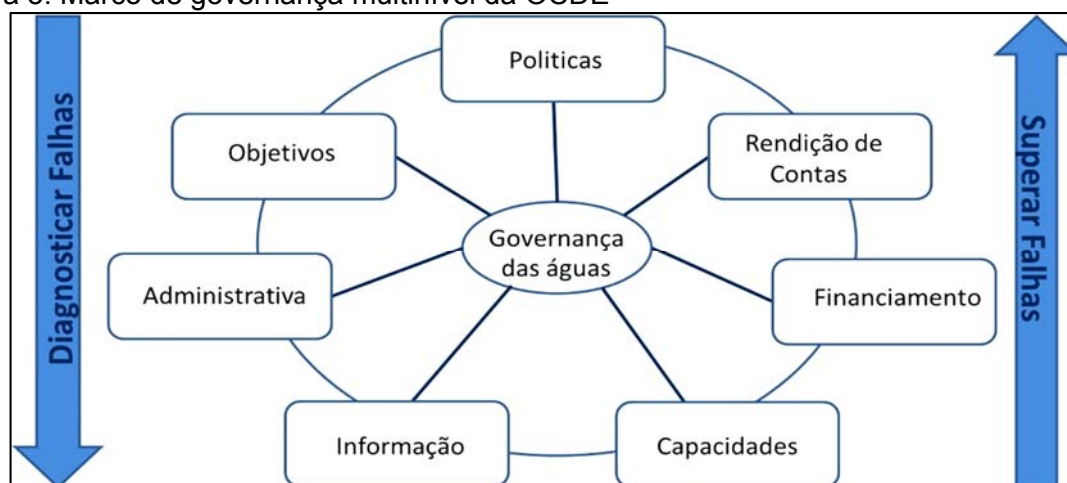 a 3. Marco de governança multinível da OCDE
Politicas
Objetivos
Rendição de
Contas
Governança
das águas
Administrativa
Financiamento
Informação
Capacidades
Diagnosticar Falhas
Superar Falhas